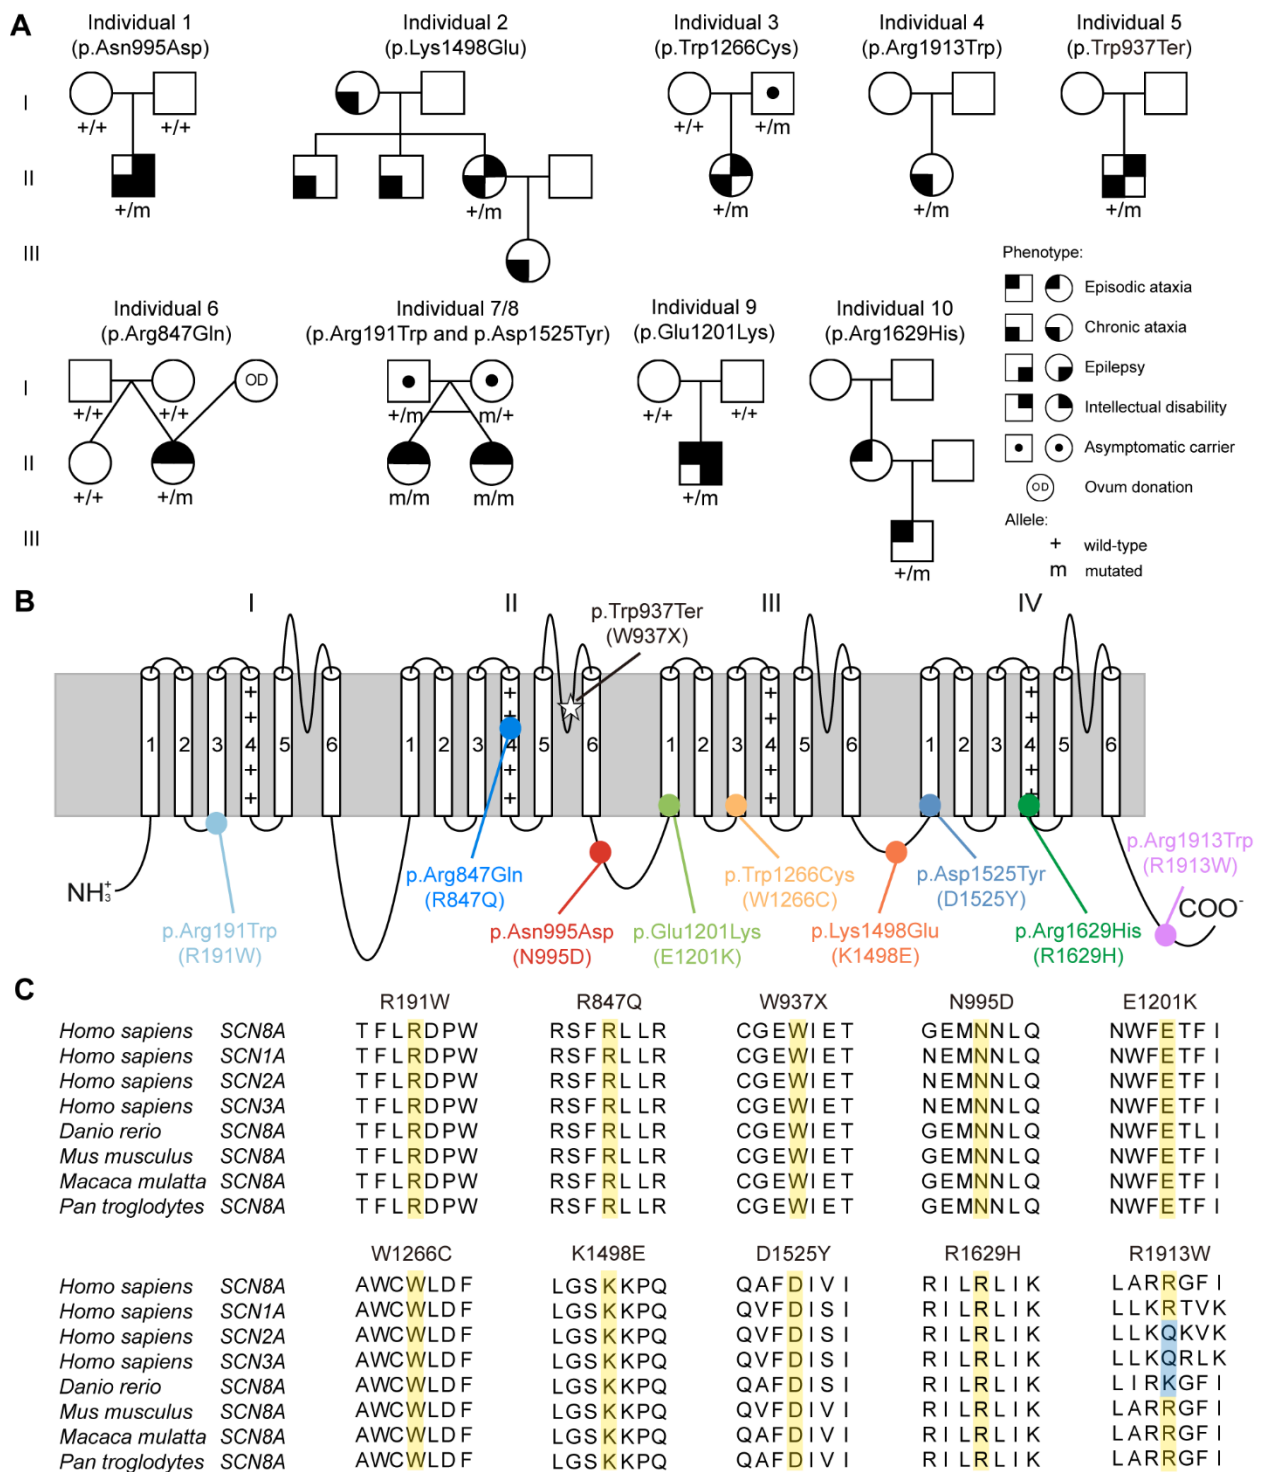 A
Individual 1
(p.Asn995Asp)
Individual 2
(p.Lys1498Glu)
Individual 3
(p.Trp1266Cys)
Individual 4
(p.Arg1913Trp)
Individual 5
(p.Trp937Ter)
I
+/+ +/+ +/+ +/m
II
+/m +/m +/m +/m +/m
III
Phenotype:
Episodic ataxia
Chronic ataxia
Epilepsy
Intellectual disability
Asymptomatic carrier
OD Ovum donation
Allele:
+ wild-type
m mutated
Individual 6
(p.Arg847Gln)
Individual 7/8
(p.Arg191Trp and p.Asp1525Tyr)
Individual 9
(p.Glu1201Lys)
Individual 10
(p.Arg1629His)
I
OD
+/+ +/+ +/m m/+ +/+ +/+
II
+/+ +/m m/m m/m +/m
III
+/m
B
I II III IV
p.Trp937Ter
(W937X)
+ + + + +
+ + + +
+ + + + +
+ + + + +
1 2 3 4 5 6 1 2 3 4 5 6 1 2 3 4 5 6 1 2 3 4 5 6
NH3+
COO-
p.Arg191Trp
(R191W)
p.Arg847Gln
(R847Q)
p.Asn995Asp
(N995D)
p.Glu1201Lys
(E1201K)
p.Trp1266Cys
(W1266C)
p.Lys1498Glu
(K1498E)
p.Asp1525Tyr
(D1525Y)
p.Arg1629His
(R1629H)
p.Arg1913Trp
(R1913W)
C
R191W R847Q W937X N995D E1201K
Homo sapiens SCN8A TFLRDPW RSFRLLR CGEWIET GEMNNLQ NWFETFI
Homo sapiens SCN1A TFLRDPW RSFRLLR CGEWIET NEMNNLQ NWFETFI
Homo sapiens SCN2A TFLRDPW RSFRLLR CGEWIET NEMNNLQ NWFETFI
Homo sapiens SCN3A TFLRDPW RSFRLLR CGEWIET NEMNNLQ NWFETFI
Danio rerio SCN8A TFLRDPW RSFRLLR CGEWIET GEMNNLQ NWFETLI
Mus musculus SCN8A TFLRDPW RSFRLLR CGEWIET GEMNNLQ NWFETFI
Macaca mulatta SCN8A TFLRDPW RSFRLLR CGEWIET GEMNNLQ NWFETFI
Pan troglodytes SCN8A TFLRDPW RSFRLLR CGEWIET GEMNNLQ NWFETFI
W1266C K1498E D1525Y R1629H R1913W
Homo sapiens SCN8A AWCWLDF LGSKKPQ QAFDIVI RILRLIK LARRGFI
Homo sapiens SCN1A AWCWLDF LGSKKPQ QVFDISI RILRLIK LLKRTVK
Homo sapiens SCN2A AWCWLDF LGSKKPQ QVFDISI RILRLIK LLKQKVK
Homo sapiens SCN3A AWCWLDF LGSKKPQ QVFDISI RILRLIK LLKQRLK
Danio rerio SCN8A AWCWLDF LGSKKPQ QAFDISI RILRLIK LIRKGFI
Mus musculus SCN8A AWCWLDF LGSKKPQ QVFDIVI RILRLIK LARRGFI
Macaca mulatta SCN8A AWCWLDF LGSKKPQ QAFDIVI RILRLIK LARRGFI
Pan troglodytes SCN8A AWCWLDF LGSKKPQ QAFDIVI RILRLIK LARRGFI